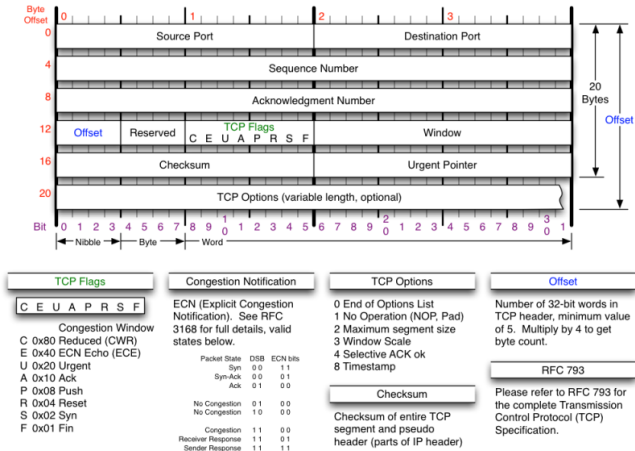 Byte
Offset
0 1 2 3
0 Source Port Destination Port
4 Sequence Number
8 Acknowledgment Number
20
Bytes
Offset
12 Offset Reserved TCP Flags Window
C E U A P R S F
16 Checksum Urgent Pointer
20 TCP Options (variable length, optional)
Bit 0 1 2 3 4 5 6 7 8 9 10 1 2 3 4 5 6 7 8 9 20 1 2 3 4 5 6 7 8 9 30 1
Nibble Byte Word
TCP Flags
C E U A P R S F
Congestion Window
C 0x80 Reduced (CWR)
E 0x40 ECN Echo (ECE)
U 0x20 Urgent
A 0x10 Ack
P 0x08 Push
R 0x04 Reset
S 0x02 Syn
F 0x01 Fin
Congestion Notification
ECN (Explicit Congestion
Notification). See RFC
3168 for full details, valid
states below.
Packet State DSB ECN bits
Syn 0 0 1 1
Syn-Ack 0 0 0 1
Ack 0 1 0 0
No Congestion 0 1 0 0
No Congestion 1 0 0 0
Congestion 1 1 0 0
Receiver Response 1 1 0 1
Sender Response 1 1 1 1
TCP Options
0 End of Options List
1 No Operation (NOP, Pad)
2 Maximum segment size
3 Window Scale
4 Selective ACK ok
8 Timestamp
Checksum
Checksum of entire TCP
segment and pseudo
header (parts of IP header)
Offset
Number of 32-bit words in
TCP header, minimum value
of 5. Multiply by 4 to get
byte count.
RFC 793
Please refer to RFC 793 for
the complete Transmission
Control Protocol (TCP)
Specification.